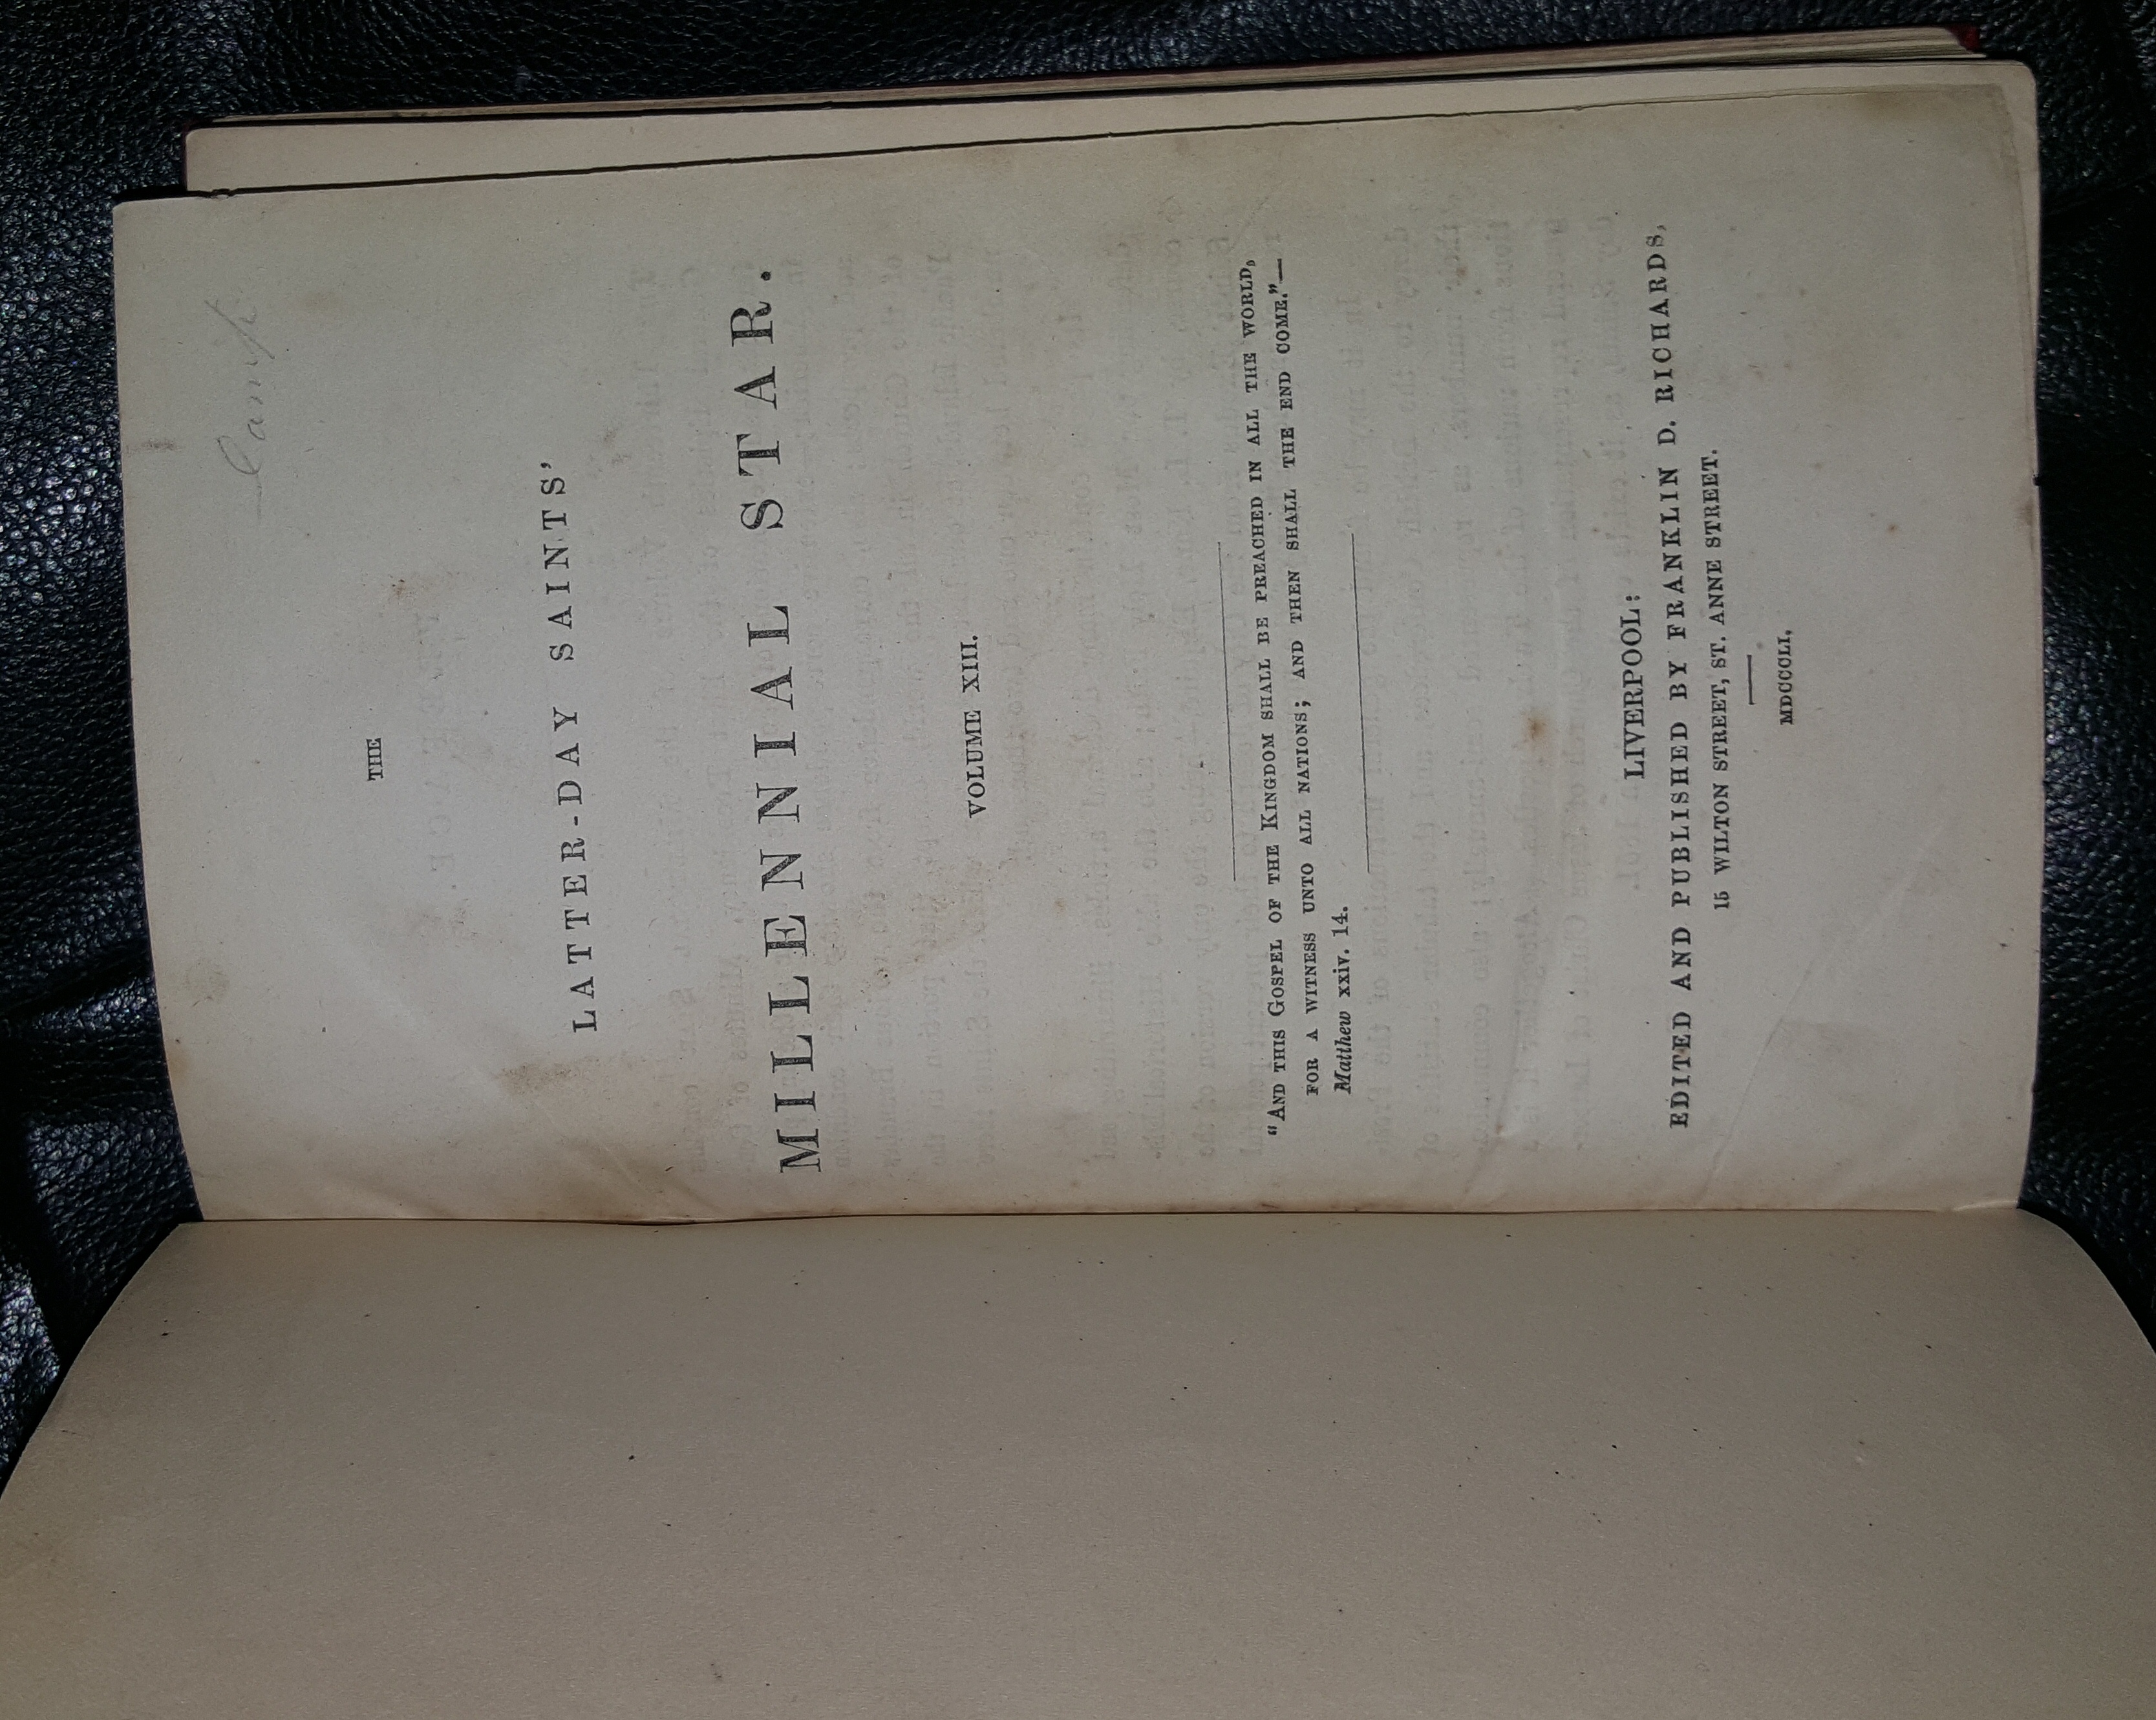 THE
LATTER-DAY SAINTS'
MILLENNIAL STAR.
VOLUME XIII.
"AND THIS GOSPEL OF THE KINGDOM SHALL BE PREACHED IN ALL THE WORLD,
FOR A WITNESS UNTO ALL NATIONS; AND THEN SHALL THE END COME."—
Matthew xxiv. 14.
LIVERPOOL:
EDITED AND PUBLISHED BY FRANKLIN D. RICHARDS,
15 WILTON STREET, ST. ANNE STREET.
MDCCCLI.